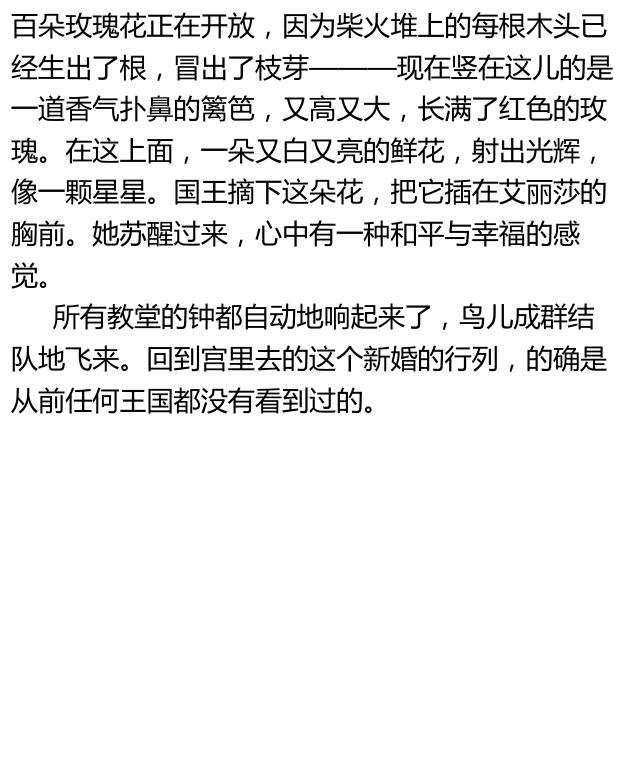 百朵玫瑰花正在开放，因为柴火堆上的每根木头已
经生出了根，冒出了枝芽———现在竖在这儿的是
一道香气扑鼻的篱笆，又高又大，长满了红色的玫
瑰。在这上面，一朵又白又亮的鲜花，射出光辉，
像一颗星星。国王摘下这朵花，把它插在艾丽莎的
胸前。她苏醒过来，心中有一种和平与幸福的感
觉。
所有教堂的钟都自动地响起来了，鸟儿成群结
队地飞来。回到宫里去的这个新婚的行列，的确是
从前任何王国都没有看到过的。